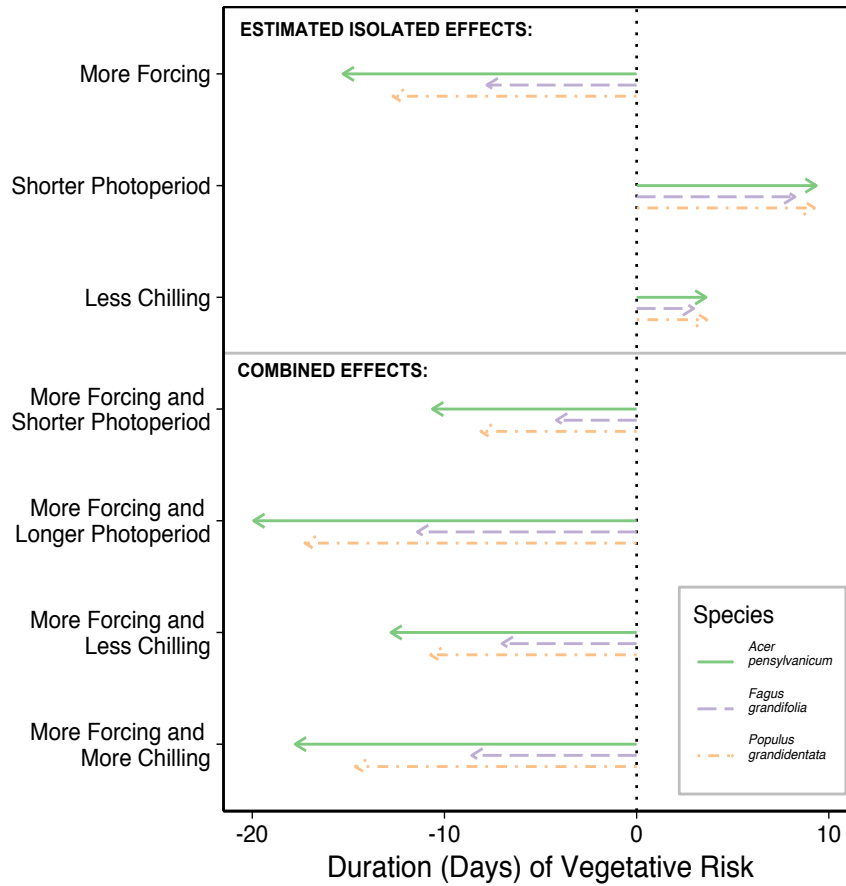 ESTIMATED ISOLATED EFFECTS:
More Forcing
Shorter Photoperiod
Less Chilling
COMBINED EFFECTS:
More Forcing and
Shorter Photoperiod
More Forcing and
Longer Photoperiod
More Forcing and
Less Chilling
More Forcing and
More Chilling
Species
Acer
pensylvanicum
Fagus
grandifolia
Populus
grandidentata
-20 -10 0 10
Duration (Days) of Vegetative Risk